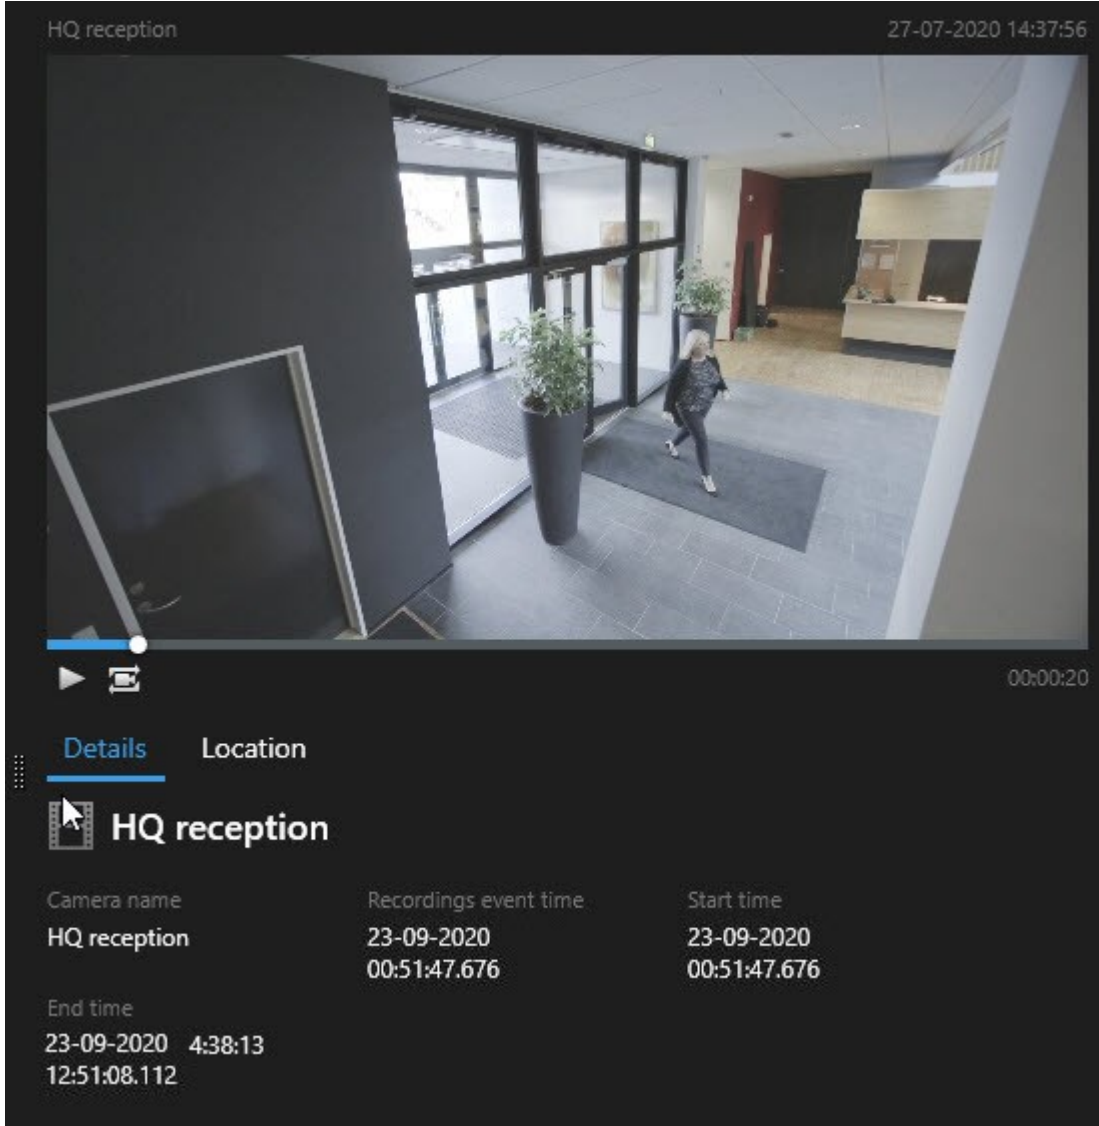 HQ reception 27-07-2020 14:37:56
00:00:20
Details Location
HQ reception
Camera name Recordings event time Start time
HQ reception 23-09-2020 23-09-2020
00:51:47.676 00:51:47.676
End time
23-09-2020 4:38:13
12:51:08.112